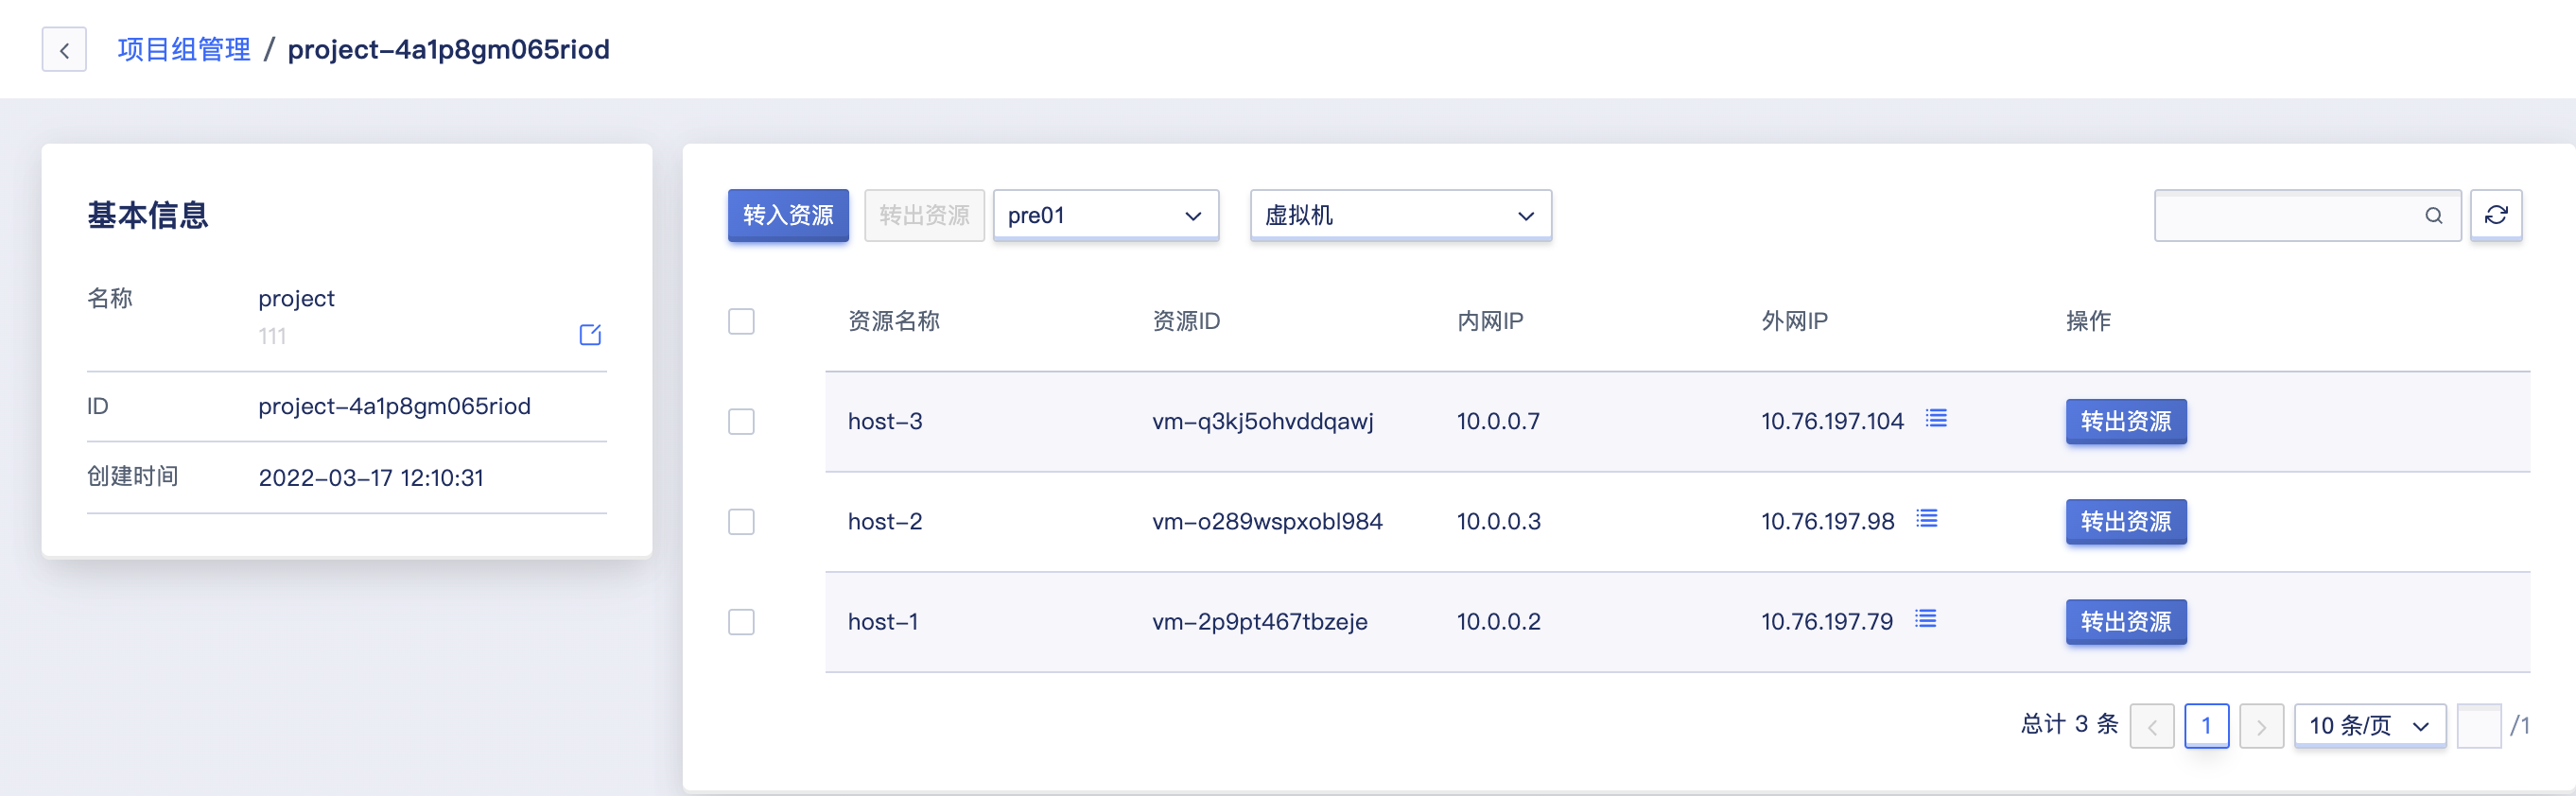 项目组管理 / project-4a1p8gm065riod
基本信息
名称 project
111
ID project-4a1p8gm065riod
创建时间 2022-03-17 12:10:31
转入资源 转出资源 pre01 虚拟机
资源名称 资源ID 内网IP 外网IP 操作
host-3 vm-q3kj5ohvddqawj 10.0.0.7 10.76.197.104 转出资源
host-2 vm-o289wspxobl984 10.0.0.3 10.76.197.98 转出资源
host-1 vm-2p9pt467tbzeje 10.0.0.2 10.76.197.79 转出资源
总计 3 条 1 10 条/页 /1